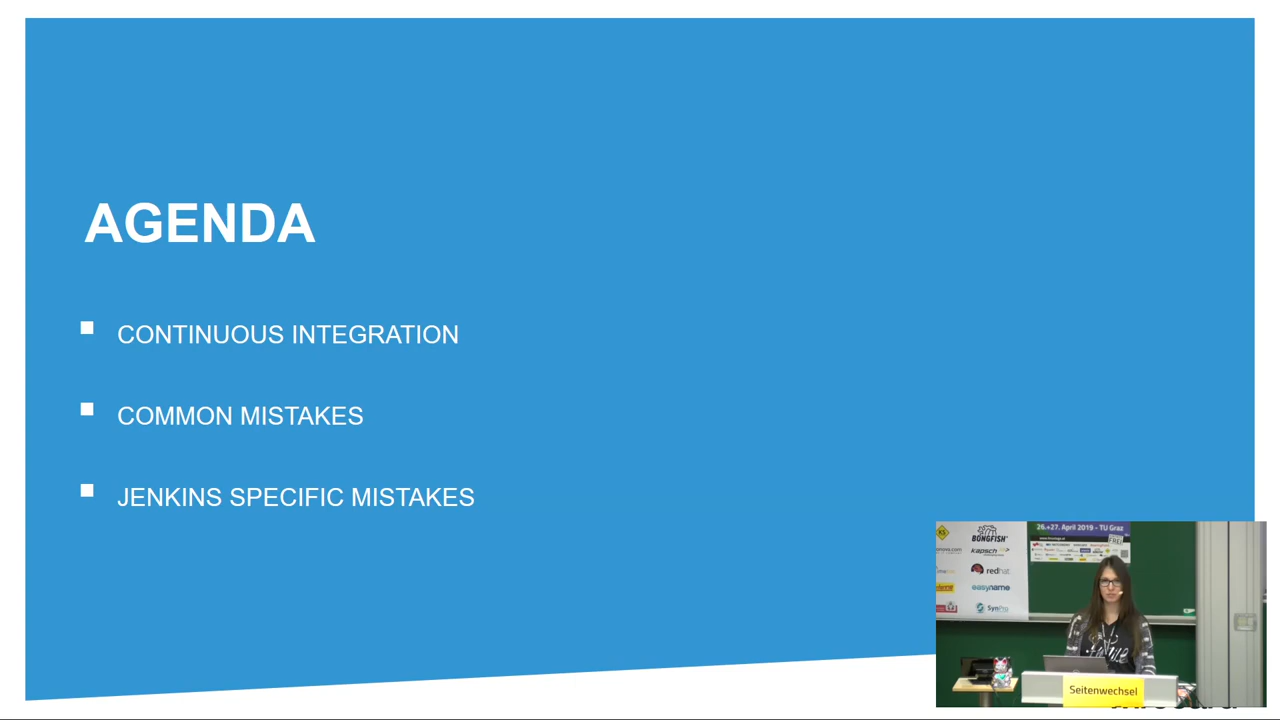 AGENDA
CONTINUOUS INTEGRATION
COMMON MISTAKES
JENKINS SPECIFIC MISTAKES
26.+27. April 2019 - TU Graz
BONGFISH
kapsch
redhat
easyname
SynPro
Seitenwechsel